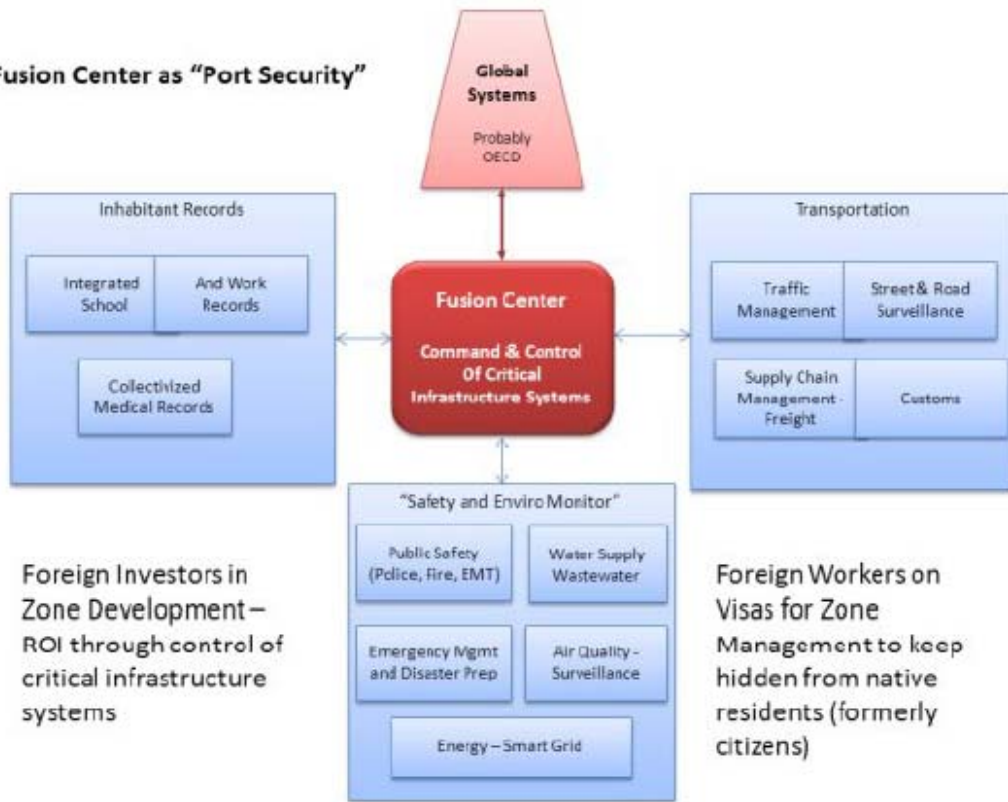 Fusion Center as “Port Security”
Global
Systems
Probably
OECD
Inhabitant Records
Integrated
School
And Work
Records
Collectivized
Medical Records
Fusion Center
Command & Control
Of Critical
Infrastructure Systems
Transportation
Traffic
Management
Street & Road
Surveillance
Supply Chain
Management -
Freight
Customs
“Safety and Enviro Monitor”
Public Safety
(Police, Fire, EMT)
Water Supply
Wastewater
Emergency Mgmt
and Disaster Prep
Air Quality -
Surveillance
Energy – Smart Grid
Foreign Investors in
Zone Development –
ROI through control of
critical infrastructure
systems
Foreign Workers on
Visas for Zone
Management to keep
hidden from native
residents (formerly
citizens)